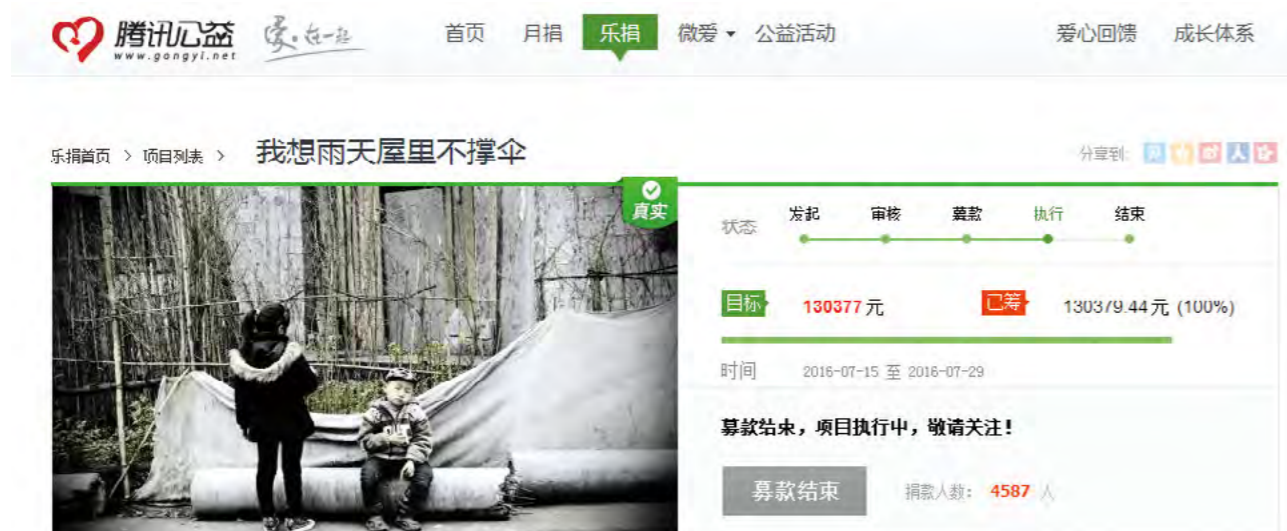 腾讯公益 爱·在一起 首页 月捐 乐捐 微爱 公益活动 爱心回馈 成长体系
www.gongyi.net
乐捐首页 > 项目列表 > 我想雨天屋里不撑伞 分享到:
真实
状态 发起 审核 募款 执行 结束
目标 130377元 已筹 130379.44元 (100%)
时间 2016-07-15 至 2016-07-29
募款结束，项目执行中，敬请关注！
募款结束 捐款人数： 4587 人